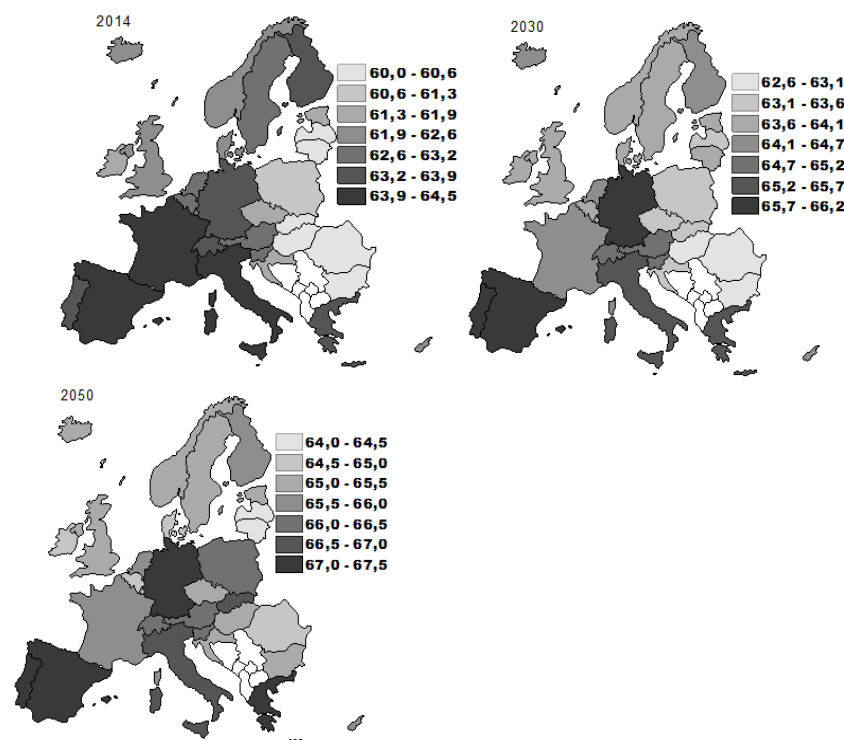 2014
60,0 - 60,6
60,6 - 61,3
61,3 - 61,9
61,9 - 62,6
62,6 - 63,2
63,2 - 63,9
63,9 - 64,5
2030
62,6 - 63,1
63,1 - 63,6
63,6 - 64,1
64,1 - 64,7
64,7 - 65,2
65,2 - 65,7
65,7 - 66,2
2050
64,0 - 64,5
64,5 - 65,0
65,0 - 65,5
65,5 - 66,0
66,0 - 66,5
66,5 - 67,0
67,0 - 67,5